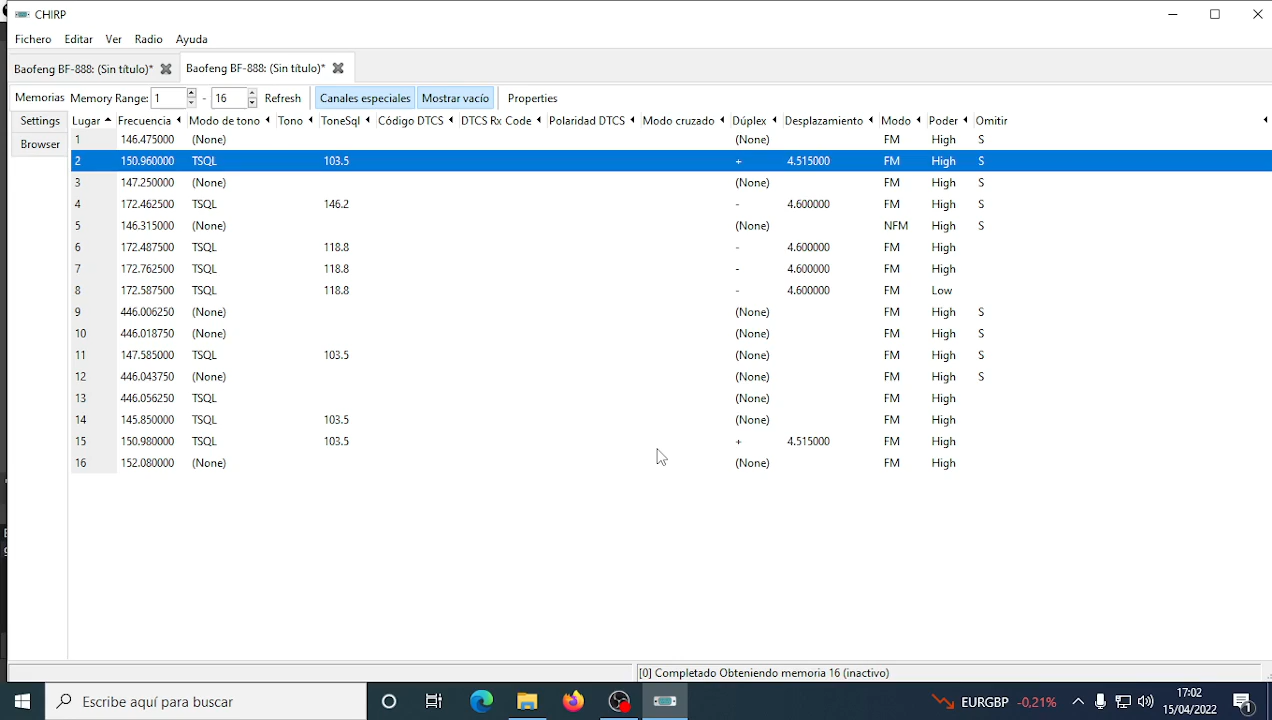 CHIRP
Fichero Editar Ver Radio Ayuda
Baofeng BF-888: (Sin título)* Baofeng BF-888: (Sin título)*
Memorias Memory Range: 1 - 16 Refresh Canales especiales Mostrar vacío Properties
Settings Lugar Frecuencia Modo de tono Tono ToneSql Código DTCS DTCS Rx Code Polaridad DTCS Modo cruzado Dúplex Desplazamiento Modo Poder Omitir
Browser
1 146.475000 (None) (None) FM High S
2 150.960000 TSQL 103.5 + 4.515000 FM High S
3 147.250000 (None) (None) FM High S
4 172.462500 TSQL 146.2 - 4.600000 FM High S
5 146.315000 (None) (None) NFM High S
6 172.487500 TSQL 118.8 - 4.600000 FM High
7 172.762500 TSQL 118.8 - 4.600000 FM High
8 172.587500 TSQL 118.8 - 4.600000 FM Low
9 446.006250 (None) (None) FM High S
10 446.018750 (None) (None) FM High S
11 147.585000 TSQL 103.5 (None) FM High S
12 446.043750 (None) (None) FM High S
13 446.056250 TSQL (None) FM High
14 145.850000 TSQL 103.5 (None) FM High
15 150.980000 TSQL 103.5 + 4.515000 FM High
16 152.080000 (None) (None) FM High
[0] Completado Obteniendo memoria 16 (inactivo)
Escribe aquí para buscar EURGBP -0,21% 17:02
15/04/2022 1